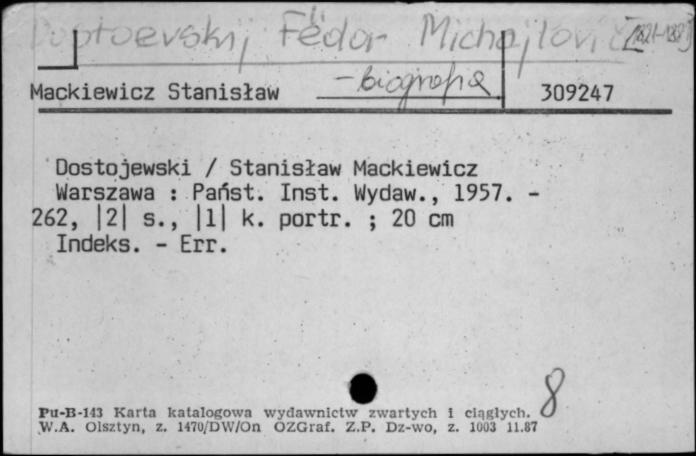 Dostoevskij Fëdor Michajlovič [1821-1881]
- biografia
Mackiewicz Stanisław 309247
Dostojewski / Stanisław Mackiewicz
Warszawa : Państ. Inst. Wydaw., 1957. -
262, |2| s., |1| k. portr. ; 20 cm
Indeks. - Err.
8
Pu-B-143 Karta katalogowa wydawnictw zwartych i ciągłych.
W.A. Olsztyn, z. 1470/DW/On OZGraf. Z.P. Dz-wo, z. 1003 11.87